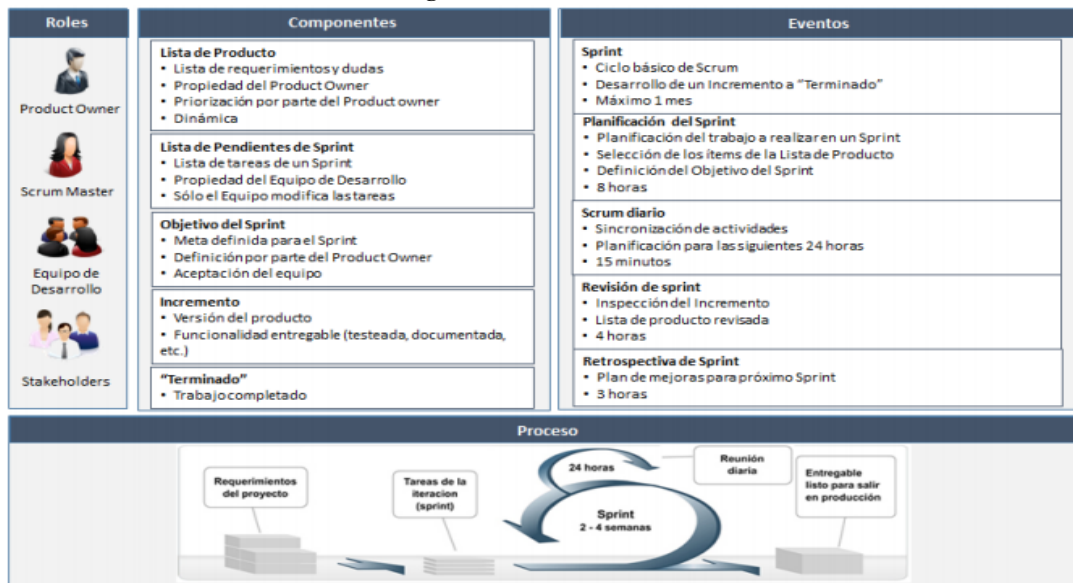 Roles
Product Owner
Scrum Master
Equipo de
Desarrollo
Stakeholders
Componentes
Lista de Producto
• Lista de requerimientos y dudas
• Propiedad del Product Owner
• Priorización por parte del Product owner
• Dinámica
Lista de Pendientes de Sprint
• Lista de tareas de un Sprint
• Propiedad del Equipo de Desarrollo
• Sólo el Equipo modifica las tareas
Objetivo del Sprint
• Meta definida para el Sprint
• Definición por parte del Product Owner
• Aceptación del equipo
Incremento
• Versión del producto
• Funcionalidad entregable (testeada, documentada,
etc.)
“Terminado”
• Trabajo completado
Eventos
Sprint
• Ciclo básico de Scrum
• Desarrollo de un Incremento a “Terminado”
• Máximo 1 mes
Planificación del Sprint
• Planificación del trabajo a realizar en un Sprint
• Selección de los ítems de la Lista de Producto
• Definición del Objetivo del Sprint
• 8 horas
Scrum diario
• Sincronización de actividades
• Planificación para las siguientes 24 horas
• 15 minutos
Revisión de sprint
• Inspección del Incremento
• Lista de producto revisada
• 4 horas
Retrospectiva de Sprint
• Plan de mejoras para próximo Sprint
• 3 horas
Proceso
Requerimientos
del proyecto
Tareas de la
iteracion
(sprint)
24 horas
Sprint
2 - 4 semanas
Reunión
diaria
Entregable
listo para salir
en producción